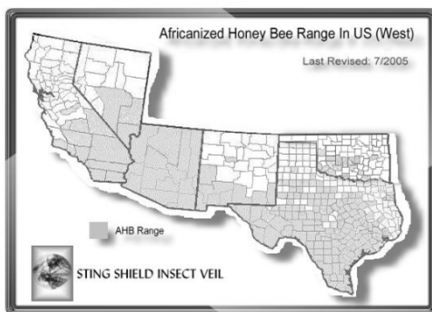 Africanized Honey Bee Range In US (West)
Last Revised: 7/2005
AHB Range
STING SHIELD INSECT VEIL